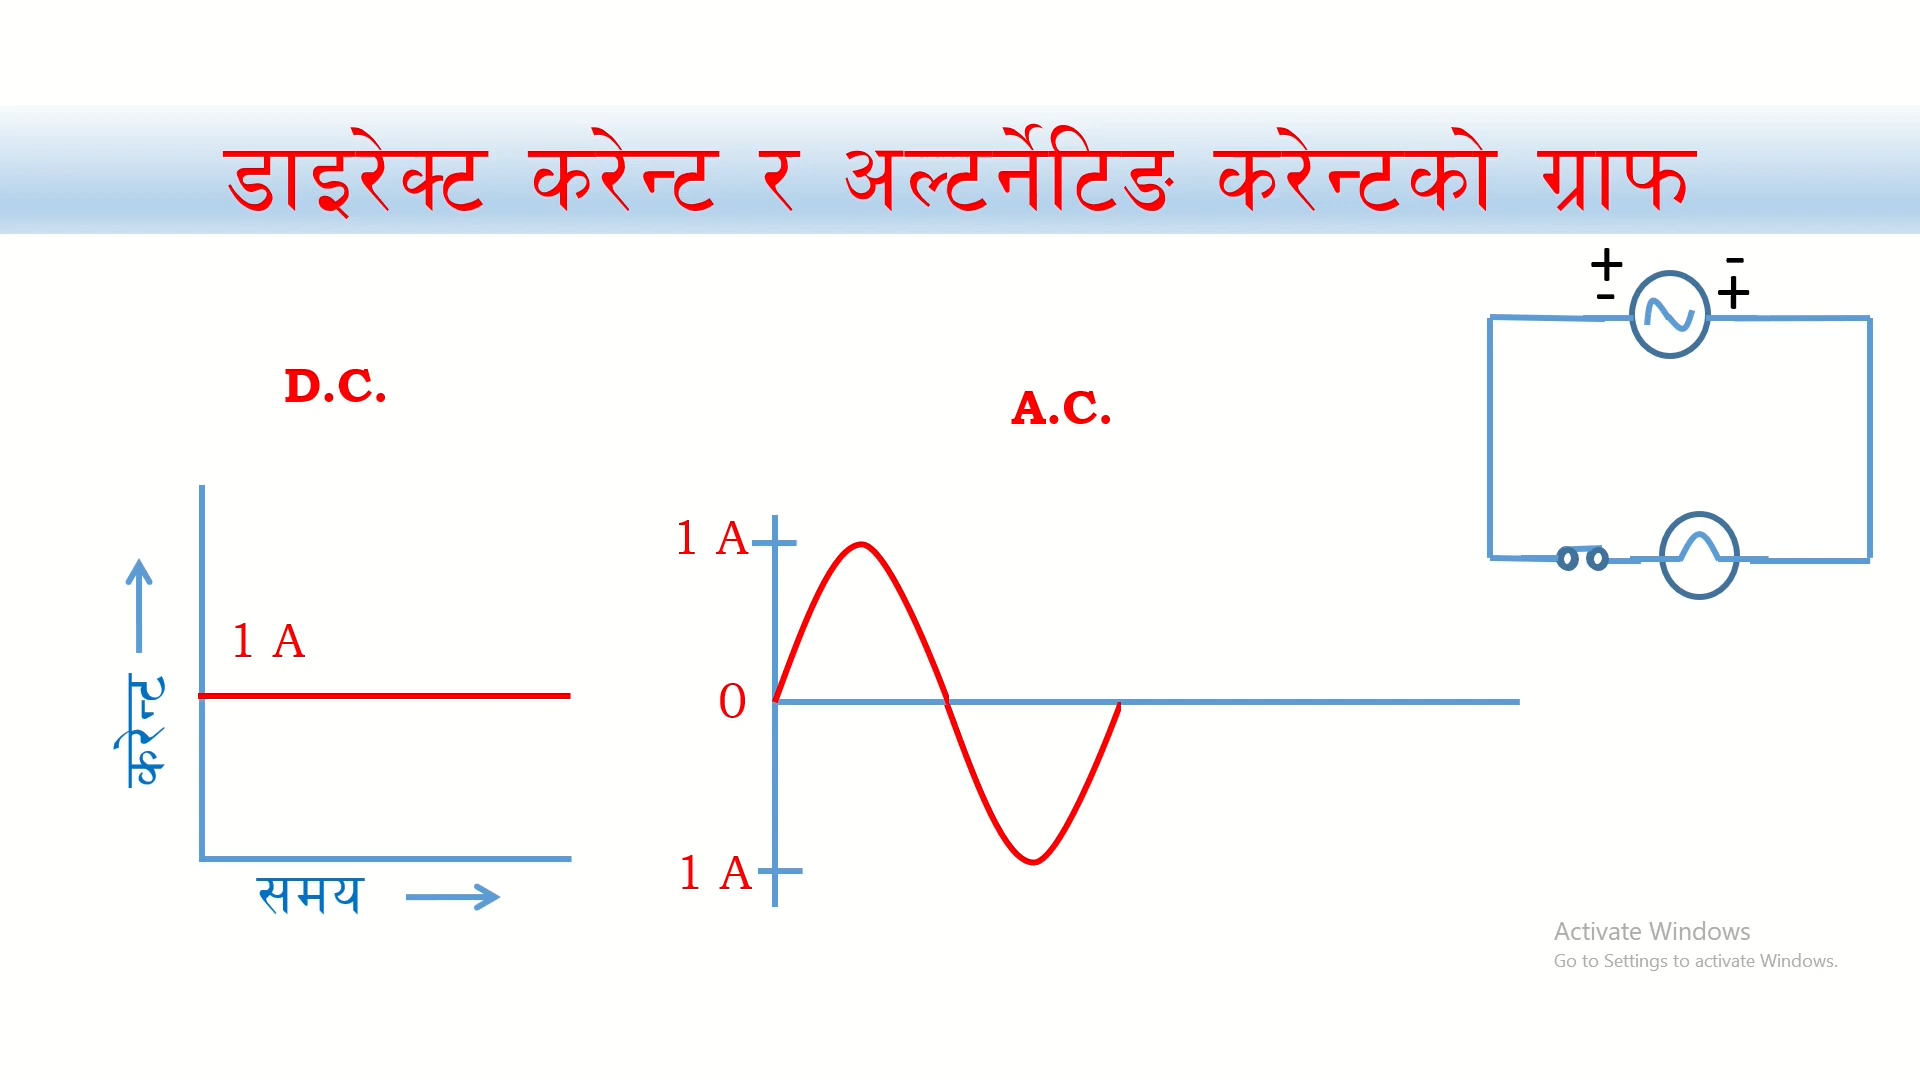 डाइरेक्ट करेन्ट र अल्टर्नेटिङ करेन्टको ग्राफ
+ -
- +
D.C.
A.C.
1 A
1 A
करेन्ट
0
1 A
समय
Activate Windows
Go to Settings to activate Windows.